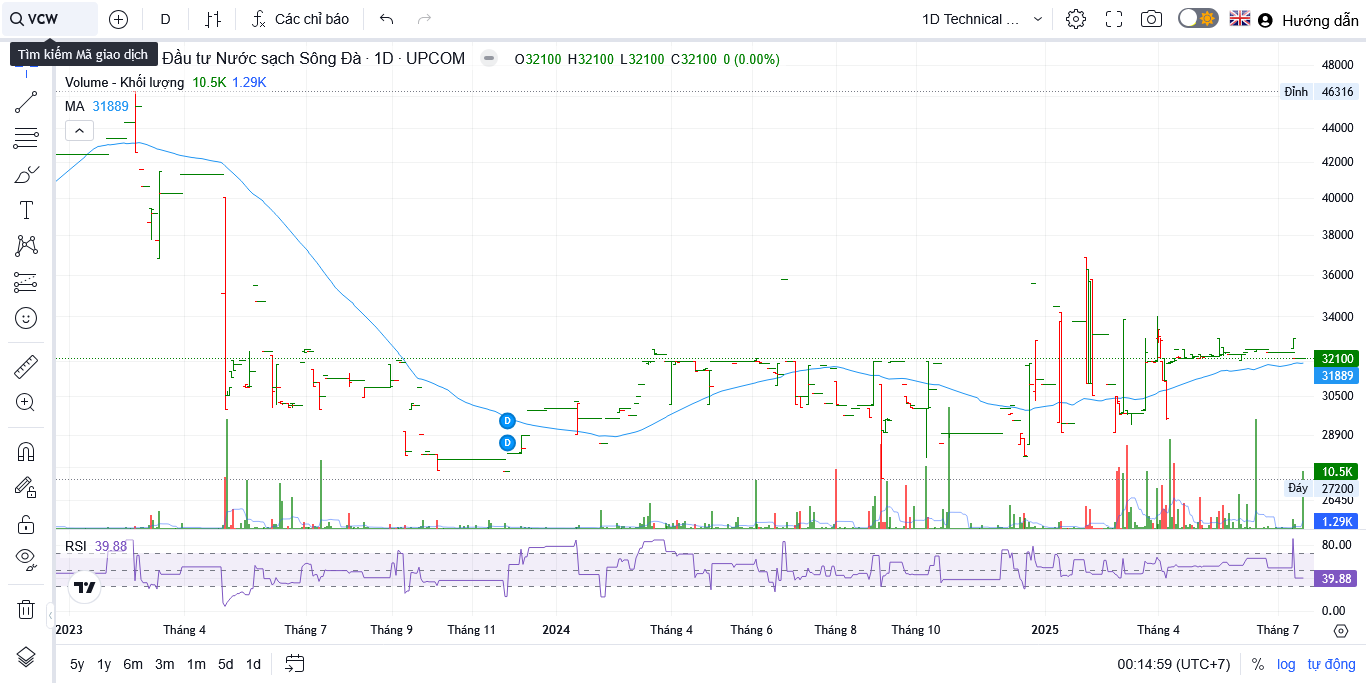 VCW
D
Các chỉ báo
1D Technical ...
Hướng dẫn
Tìm kiếm Mã giao dịch
Đầu tư Nước sạch Sông Đà · 1D · UPCOM
O32100 H32100 L32100 C32100 0 (0.00%)
Volume - Khối lượng 10.5K 1.29K
MA 31889
48000
Đỉnh 46316
44000
42000
40000
38000
36000
34000
32100
31889
30500
28900
10.5K
Đáy 27200
26450
1.29K
D
D
RSI 39.88
80.00
39.88
0.00
2023 Tháng 4 Tháng 7 Tháng 9 Tháng 11 2024 Tháng 4 Tháng 6 Tháng 8 Tháng 10 2025 Tháng 4 Tháng 7
5y 1y 6m 3m 1m 5d 1d
00:14:59 (UTC+7) % log tự động